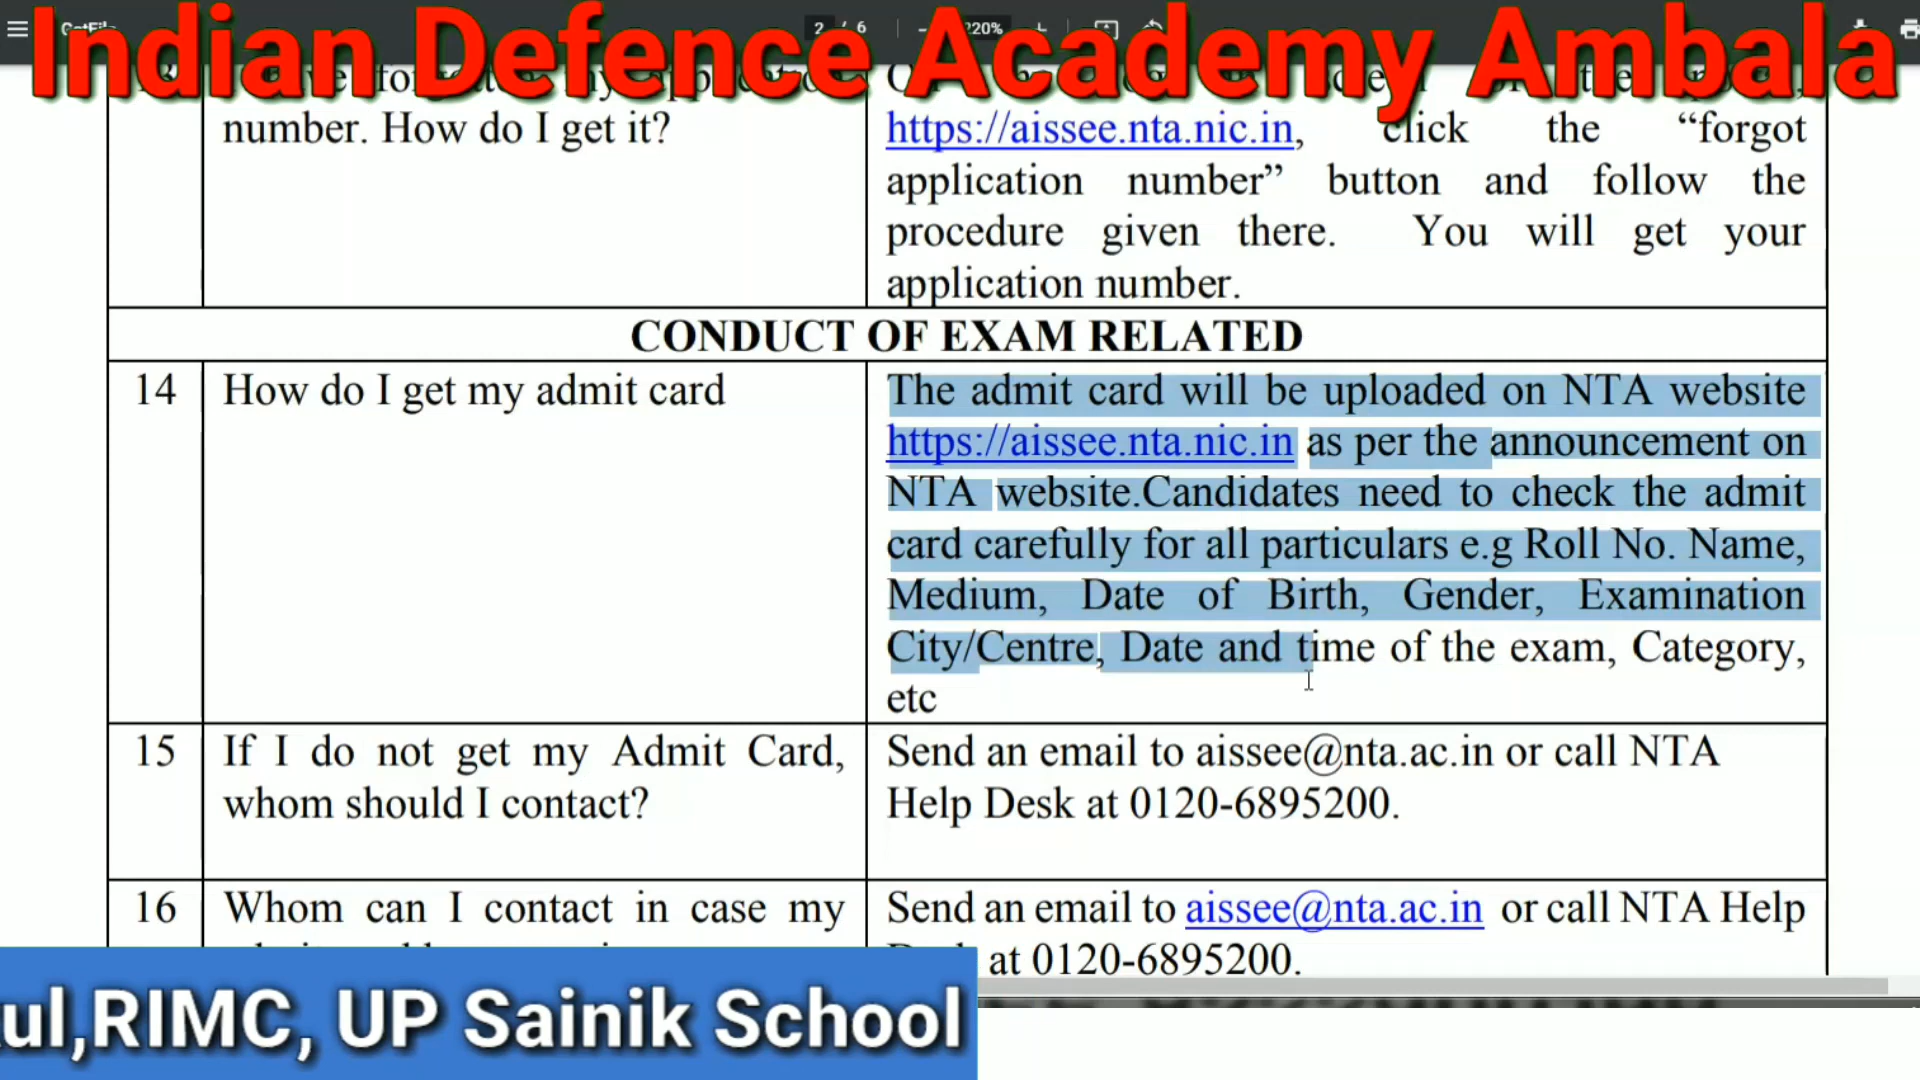 Indian Defence Academy Ambala
2 / 6
220%
number. How do I get it?
https://aissee.nta.nic.in, click the “forgot
application number” button and follow the
procedure given there. You will get your
application number.
CONDUCT OF EXAM RELATED
14
How do I get my admit card
The admit card will be uploaded on NTA website
https://aissee.nta.nic.in as per the announcement on
NTA website.Candidates need to check the admit
card carefully for all particulars e.g Roll No. Name,
Medium, Date of Birth, Gender, Examination
City/Centre, Date and time of the exam, Category,
etc
15
If I do not get my Admit Card,
whom should I contact?
Send an email to aissee@nta.ac.in or call NTA
Help Desk at 0120-6895200.
16
Whom can I contact in case my
Send an email to aissee@nta.ac.in or call NTA Help
at 0120-6895200.
ul,RIMC, UP Sainik School